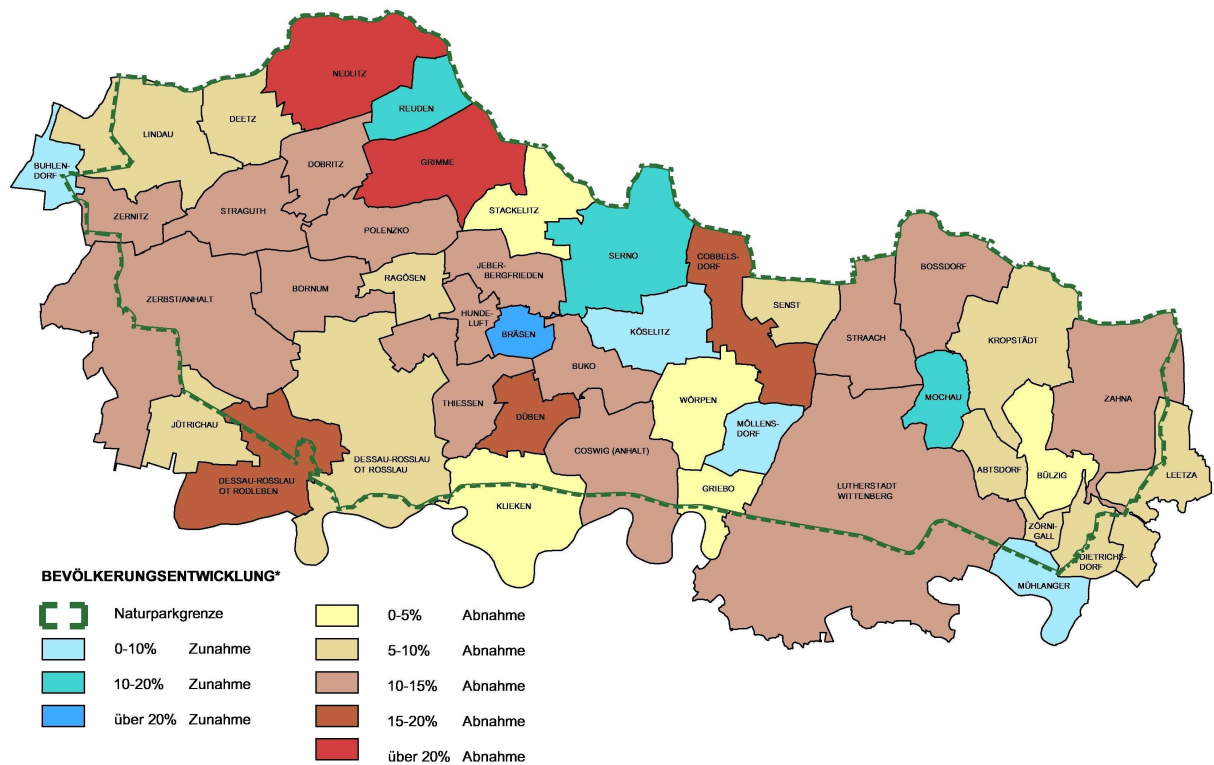 NEDLITZ
REUDEN
DEETZ
LINDAU
BUHLEN-
DORF
DOBRITZ
GRIMME
ZERNITZ
STRAGUTH
STACKELITZ
POLENZKO
SERNO
COBBELS-
DORF
BOSSDORF
JEBER-
BERGFRIEDEN
RAGÖSEN
ZERBST/ANHALT
BORNUM
SENST
HUNDE-
LUFT
BRÄSEN
KÖSELITZ
STRAACH
KROPSTÄDT
BUKO
MOCHAU
ZAHNA
WÖRPEN
THIESSEN
DÜBEN
JÜTRICHAU
MÖLLENS-
DORF
COSWIG (ANHALT)
DESSAU-ROSSLAU
OT ROSSLAU
DESSAU-ROSSLAU
OT RODLEBEN
ABTSDORF
BÜLZIG
LEETZA
GRIEBO
LUTHERSTADT
WITTENBERG
KLIEKEN
ZÖRNI-
GALL
DIETRICHS-
DORF
MÜHLANGER
BEVÖLKERUNGSENTWICKLUNG*
Naturparkgrenze
0-10% Zunahme
10-20% Zunahme
über 20% Zunahme
0-5% Abnahme
5-10% Abnahme
10-15% Abnahme
15-20% Abnahme
über 20% Abnahme